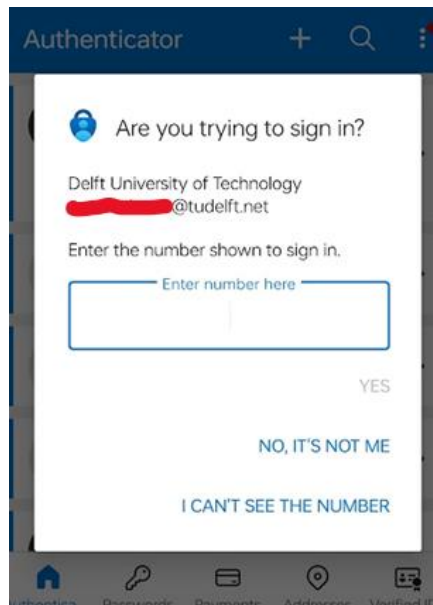 Authenticator
Are you trying to sign in?
Delft University of Technology
@tudelft.net
Enter the number shown to sign in.
Enter number here
YES
NO, IT'S NOT ME
I CAN'T SEE THE NUMBER
Passwords Payments Addresses